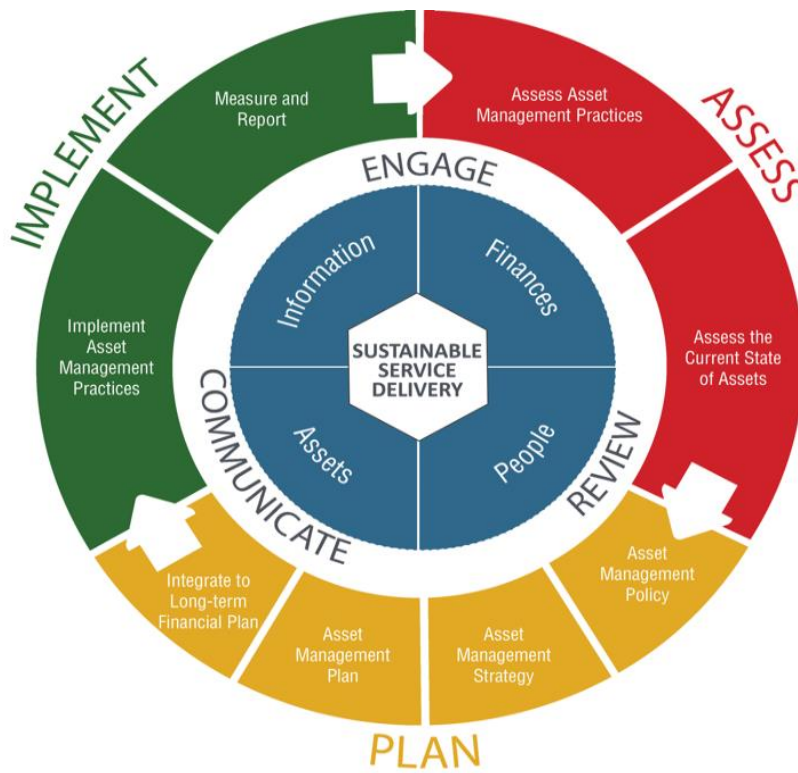 IMPLEMENT
Measure and
Report
Implement
Asset
Management
Practices
ASSESS
Assess Asset
Management Practices
Assess the
Current State
of Assets
PLAN
Asset
Management
Policy
Asset
Management
Strategy
Asset
Management
Plan
Integrate to
Long-term
Financial Plan
ENGAGE
REVIEW
COMMUNICATE
Information
Finances
People
Assets
SUSTAINABLE
SERVICE
DELIVERY